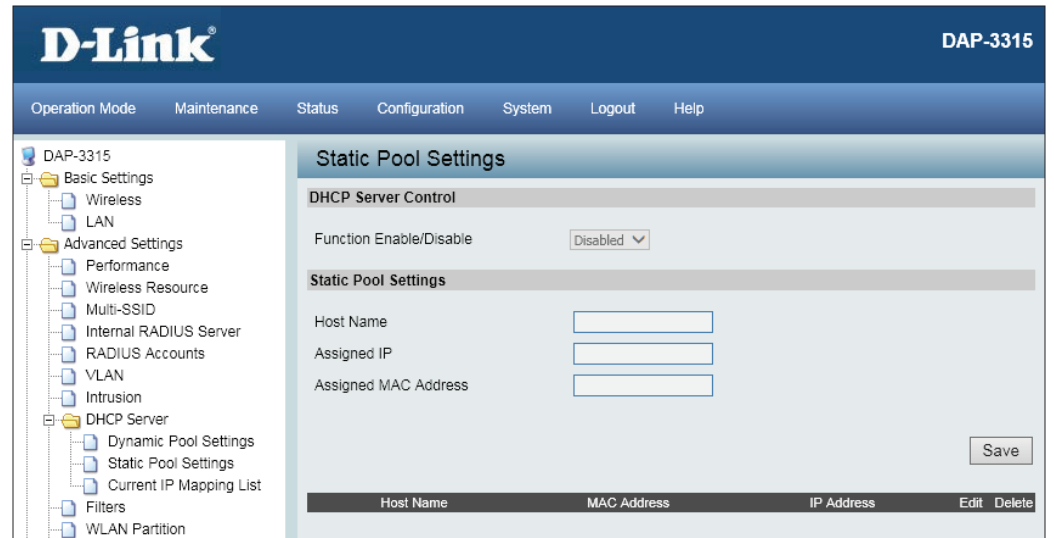 D-Link®
DAP-3315
Operation Mode Maintenance Status Configuration System Logout Help
DAP-3315
Basic Settings
Wireless
LAN
Advanced Settings
Performance
Wireless Resource
Multi-SSID
Internal RADIUS Server
RADIUS Accounts
VLAN
Intrusion
DHCP Server
Dynamic Pool Settings
Static Pool Settings
Current IP Mapping List
Filters
WLAN Partition
Static Pool Settings
DHCP Server Control
Function Enable/Disable Disabled
Static Pool Settings
Host Name
Assigned IP
Assigned MAC Address
Save
Host Name MAC Address IP Address Edit Delete